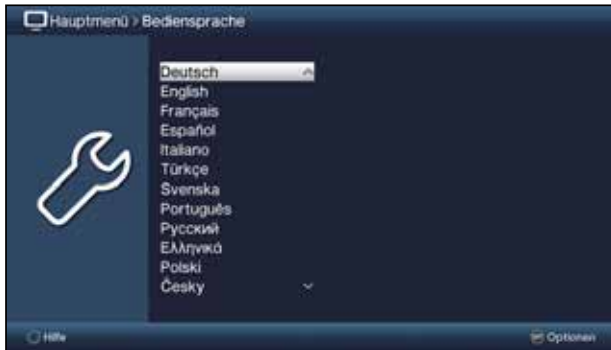 Hauptmenü > Bediensprache
Deutsch
English
Français
Español
Italiano
Türkçe
Svenska
Português
Русский
Ελληνικά
Polski
Česky
Hilfe
Optionen